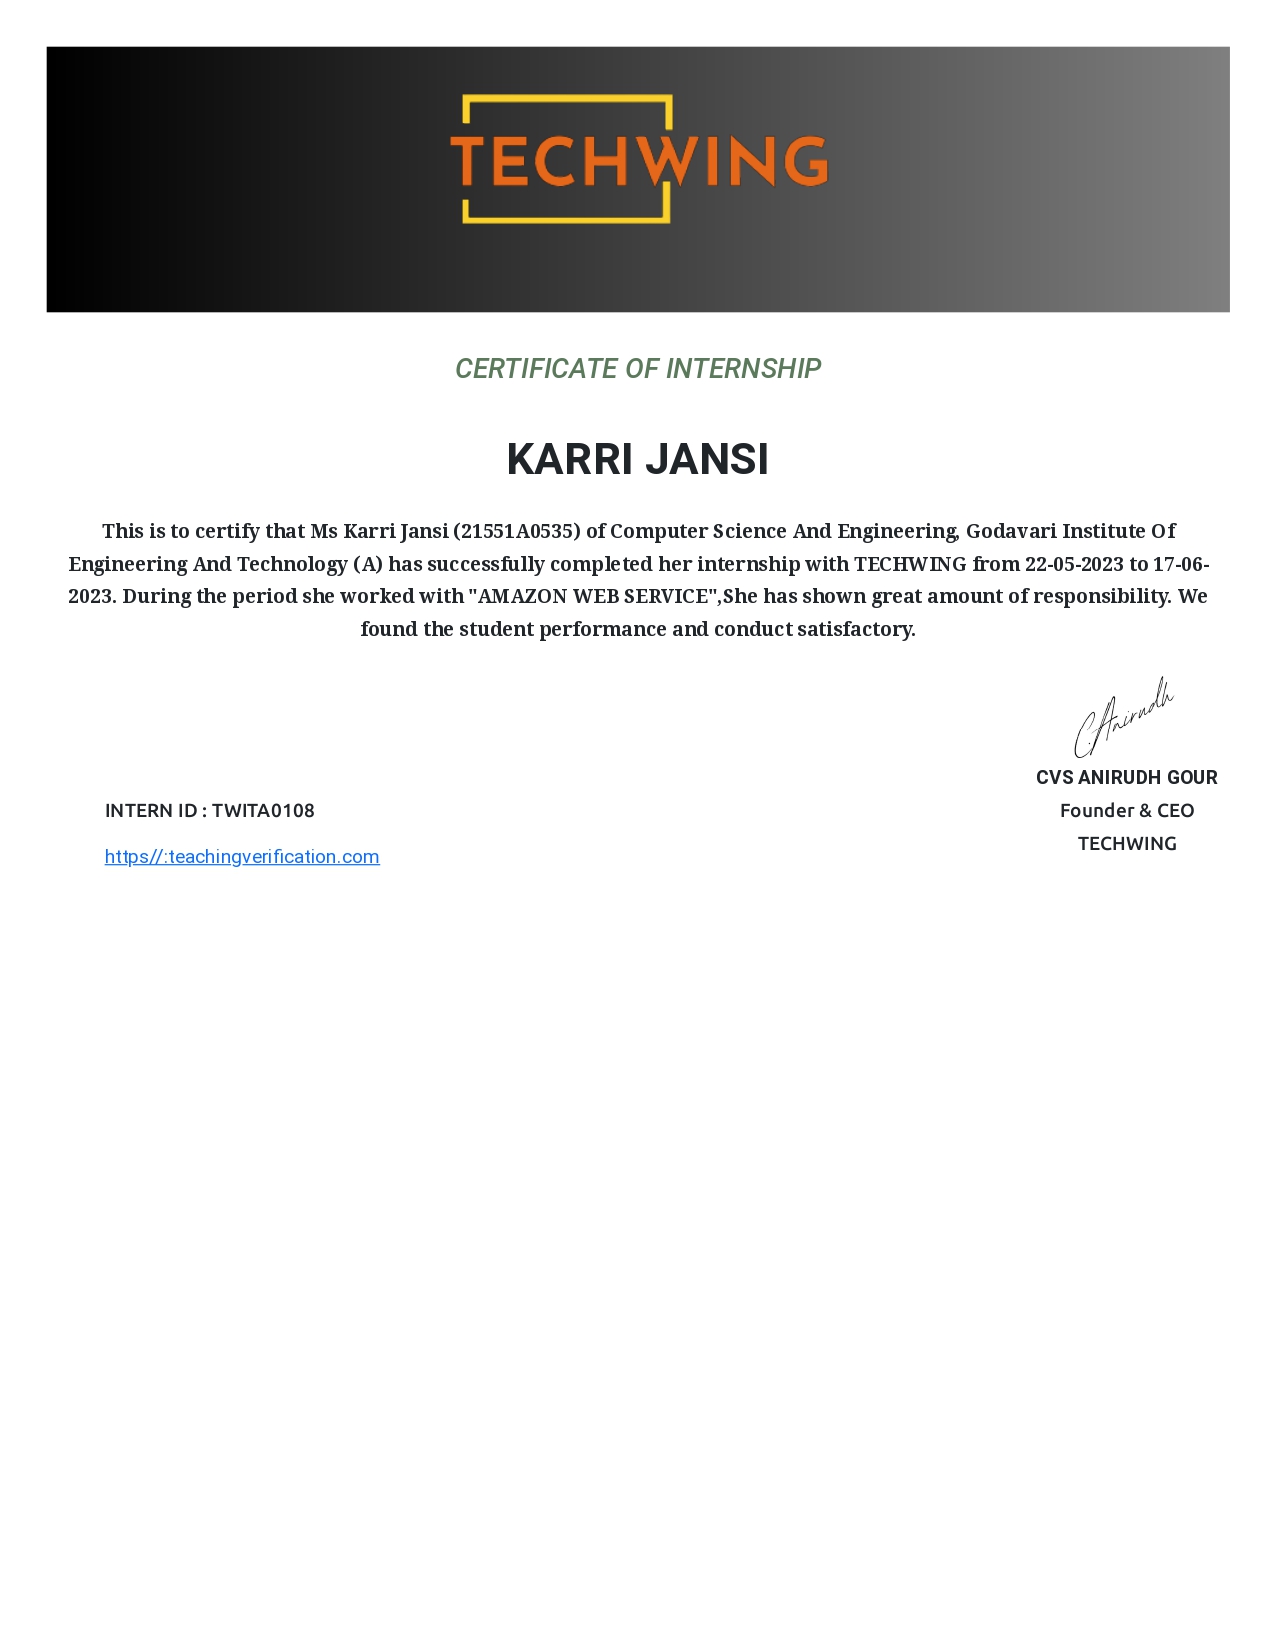 TECHWING
CERTIFICATE OF INTERNSHIP
KARRI JANSI
This is to certify that Ms Karri Jansi (21551A0535) of Computer Science And Engineering, Godavari Institute Of
Engineering And Technology (A) has successfully completed her internship with TECHWING from 22-05-2023 to 17-06-
2023. During the period she worked with "AMAZON WEB SERVICE",She has shown great amount of responsibility. We
found the student performance and conduct satisfactory.
C.Anirudh
CVS ANIRUDH GOUR
INTERN ID : TWITA0108
Founder & CEO
TECHWING
https//:teachingverification.com